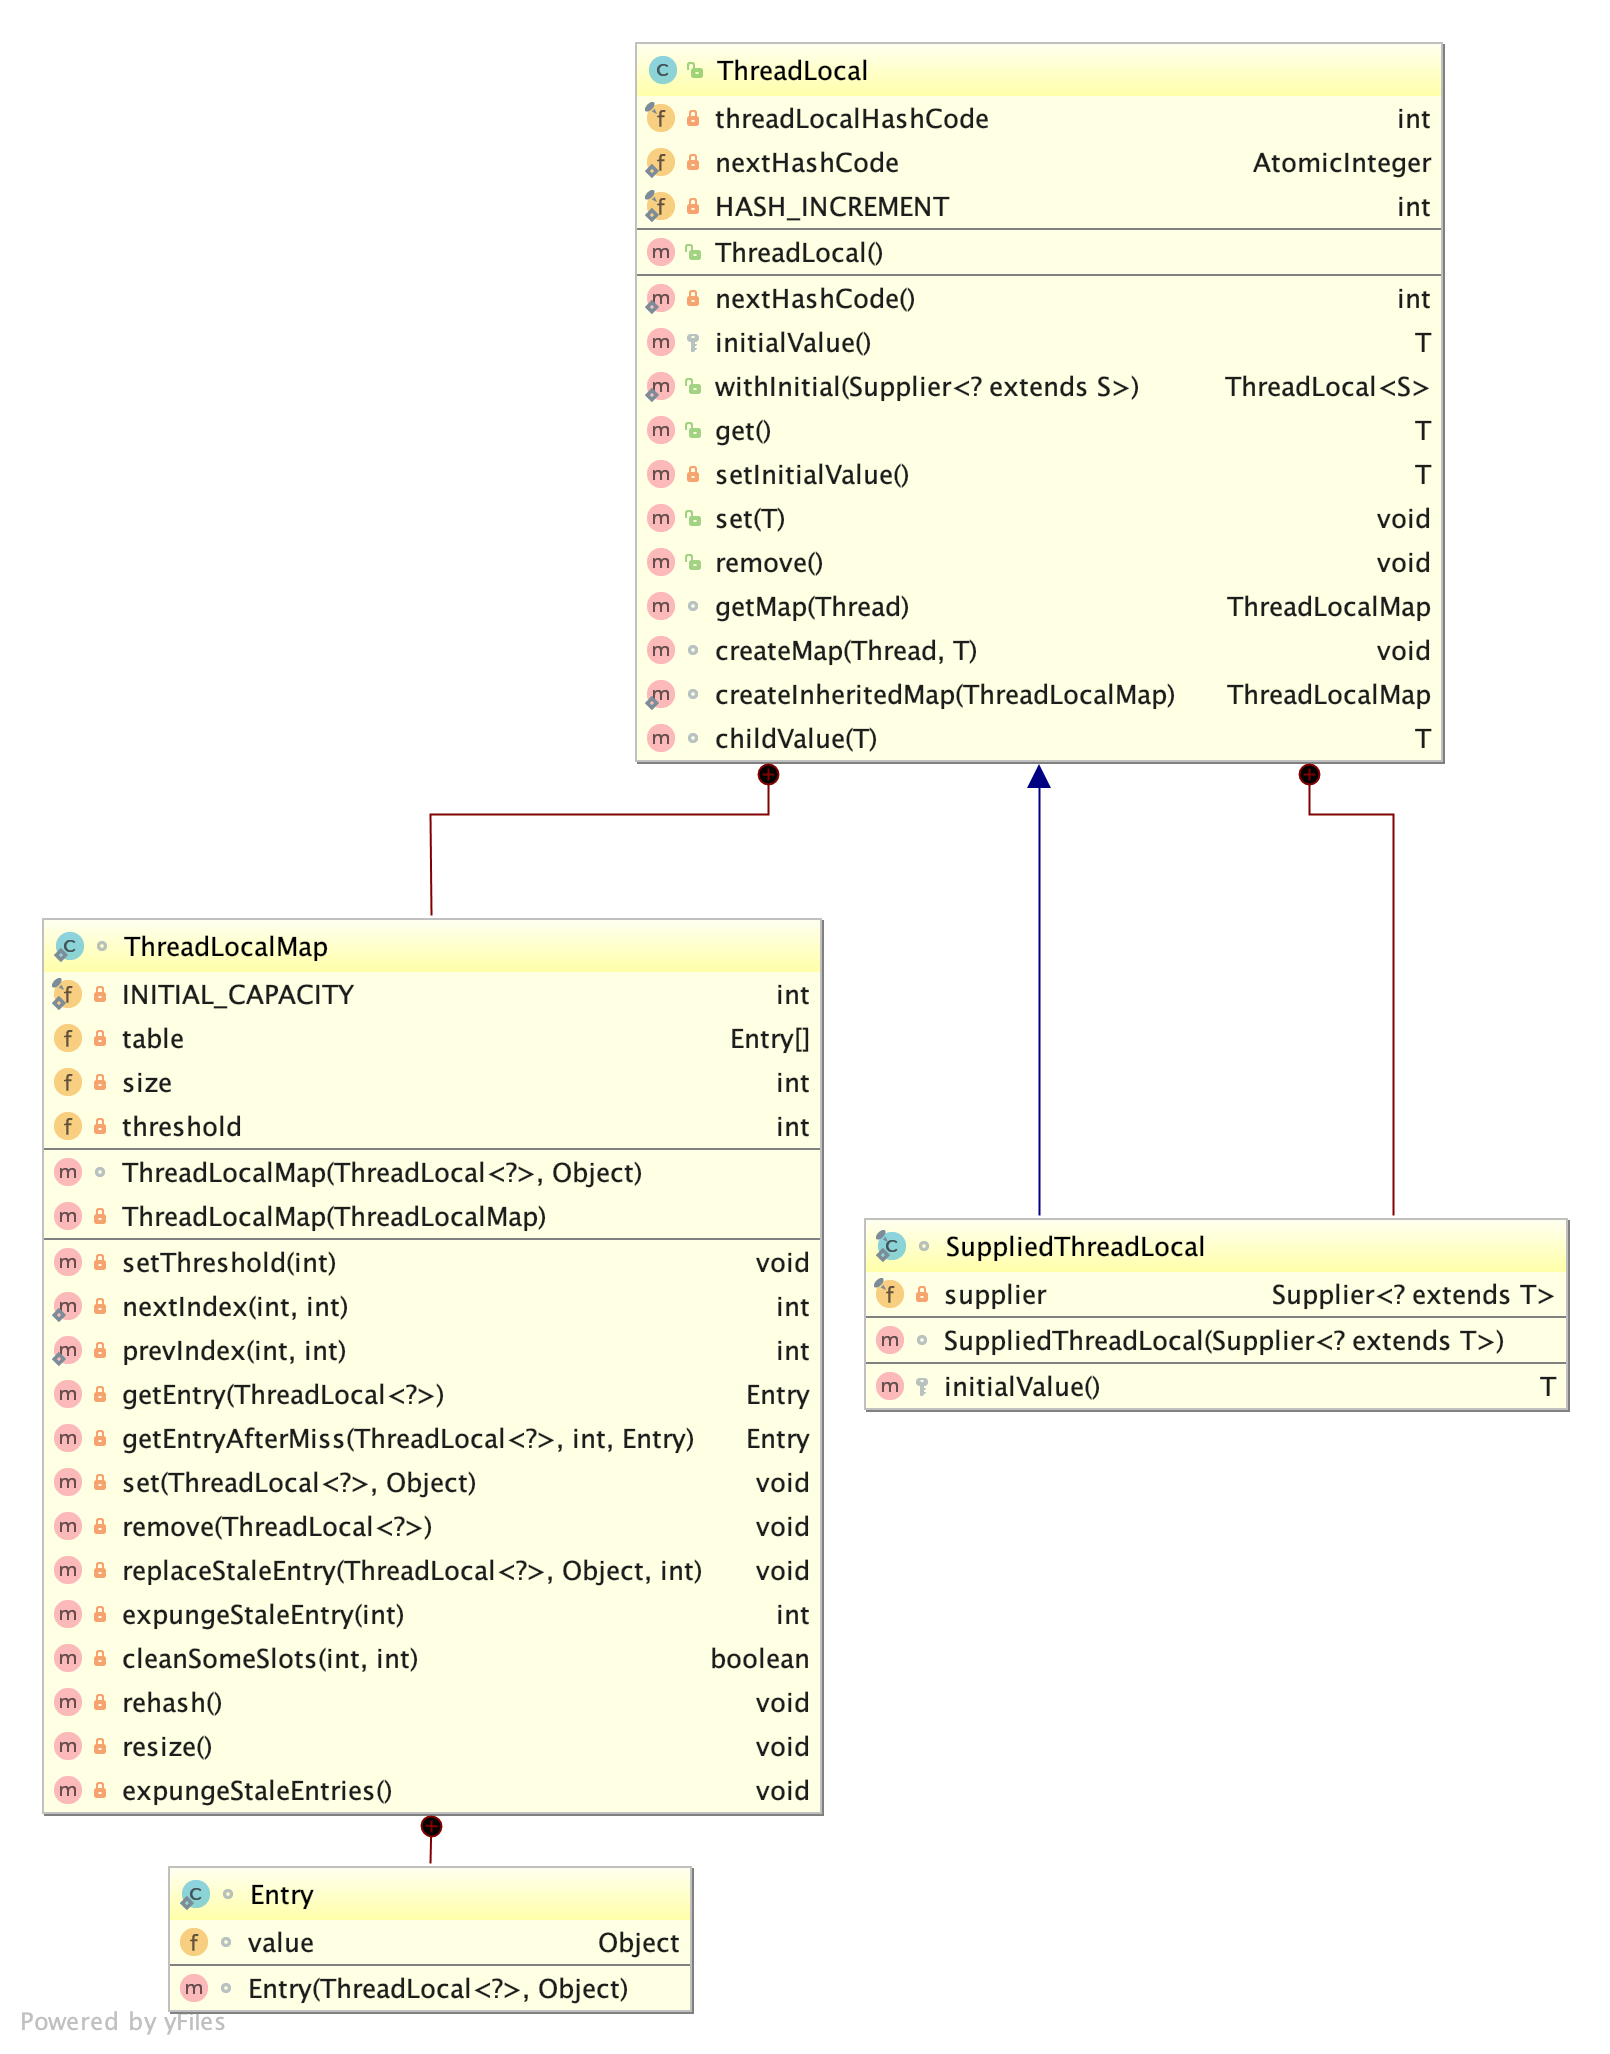 ThreadLocal
threadLocalHashCode int
nextHashCode AtomicInteger
HASH_INCREMENT int
ThreadLocal()
nextHashCode() int
initialValue() T
withInitial(Supplier<? extends S>) ThreadLocal<S>
get() T
setInitialValue() T
set(T) void
remove() void
getMap(Thread) ThreadLocalMap
createMap(Thread, T) void
createInheritedMap(ThreadLocalMap) ThreadLocalMap
childValue(T) T
ThreadLocalMap
INITIAL_CAPACITY int
table Entry[]
size int
threshold int
ThreadLocalMap(ThreadLocal<?>, Object)
ThreadLocalMap(ThreadLocalMap)
setThreshold(int) void
nextIndex(int, int) int
prevIndex(int, int) int
getEntry(ThreadLocal<?>) Entry
getEntryAfterMiss(ThreadLocal<?>, int, Entry) Entry
set(ThreadLocal<?>, Object) void
remove(ThreadLocal<?>) void
replaceStaleEntry(ThreadLocal<?>, Object, int) void
expungeStaleEntry(int) int
cleanSomeSlots(int, int) boolean
rehash() void
resize() void
expungeStaleEntries() void
SuppliedThreadLocal
supplier Supplier<? extends T>
SuppliedThreadLocal(Supplier<? extends T>)
initialValue() T
Entry
value Object
Entry(ThreadLocal<?>, Object)
Powered by yFiles